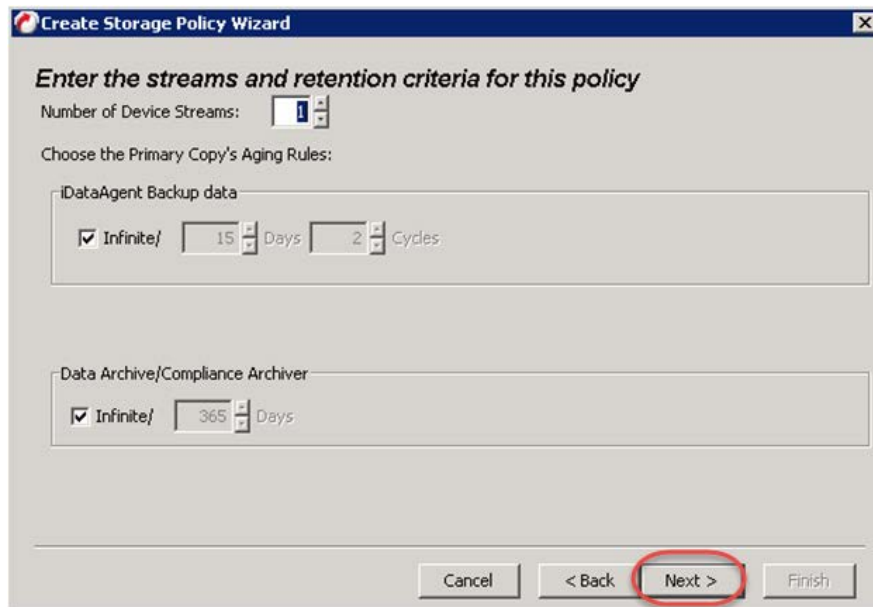 Create Storage Policy Wizard
Enter the streams and retention criteria for this policy
Number of Device Streams: 1
Choose the Primary Copy's Aging Rules:
iDataAgent Backup data
Infinite/ 15 Days 2 Cycles
Data Archive/Compliance Archiver
Infinite/ 365 Days
Cancel < Back Next > Finish